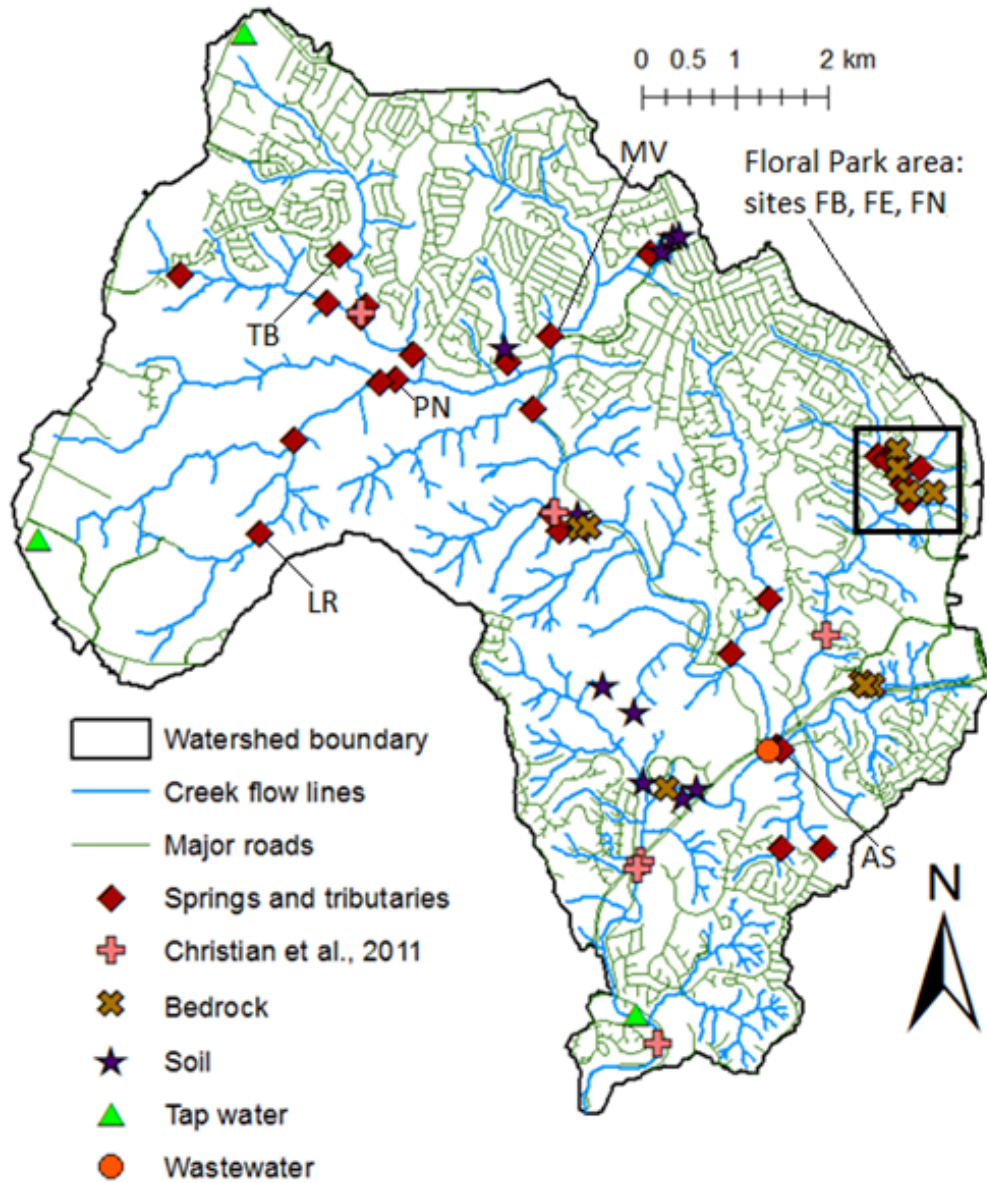 0 0.5 1 2 km
MV
Floral Park area:
sites FB, FE, FN
TB
PN
LR
AS
N
Watershed boundary
Creek flow lines
Major roads
Springs and tributaries
Christian et al., 2011
Bedrock
Soil
Tap water
Wastewater